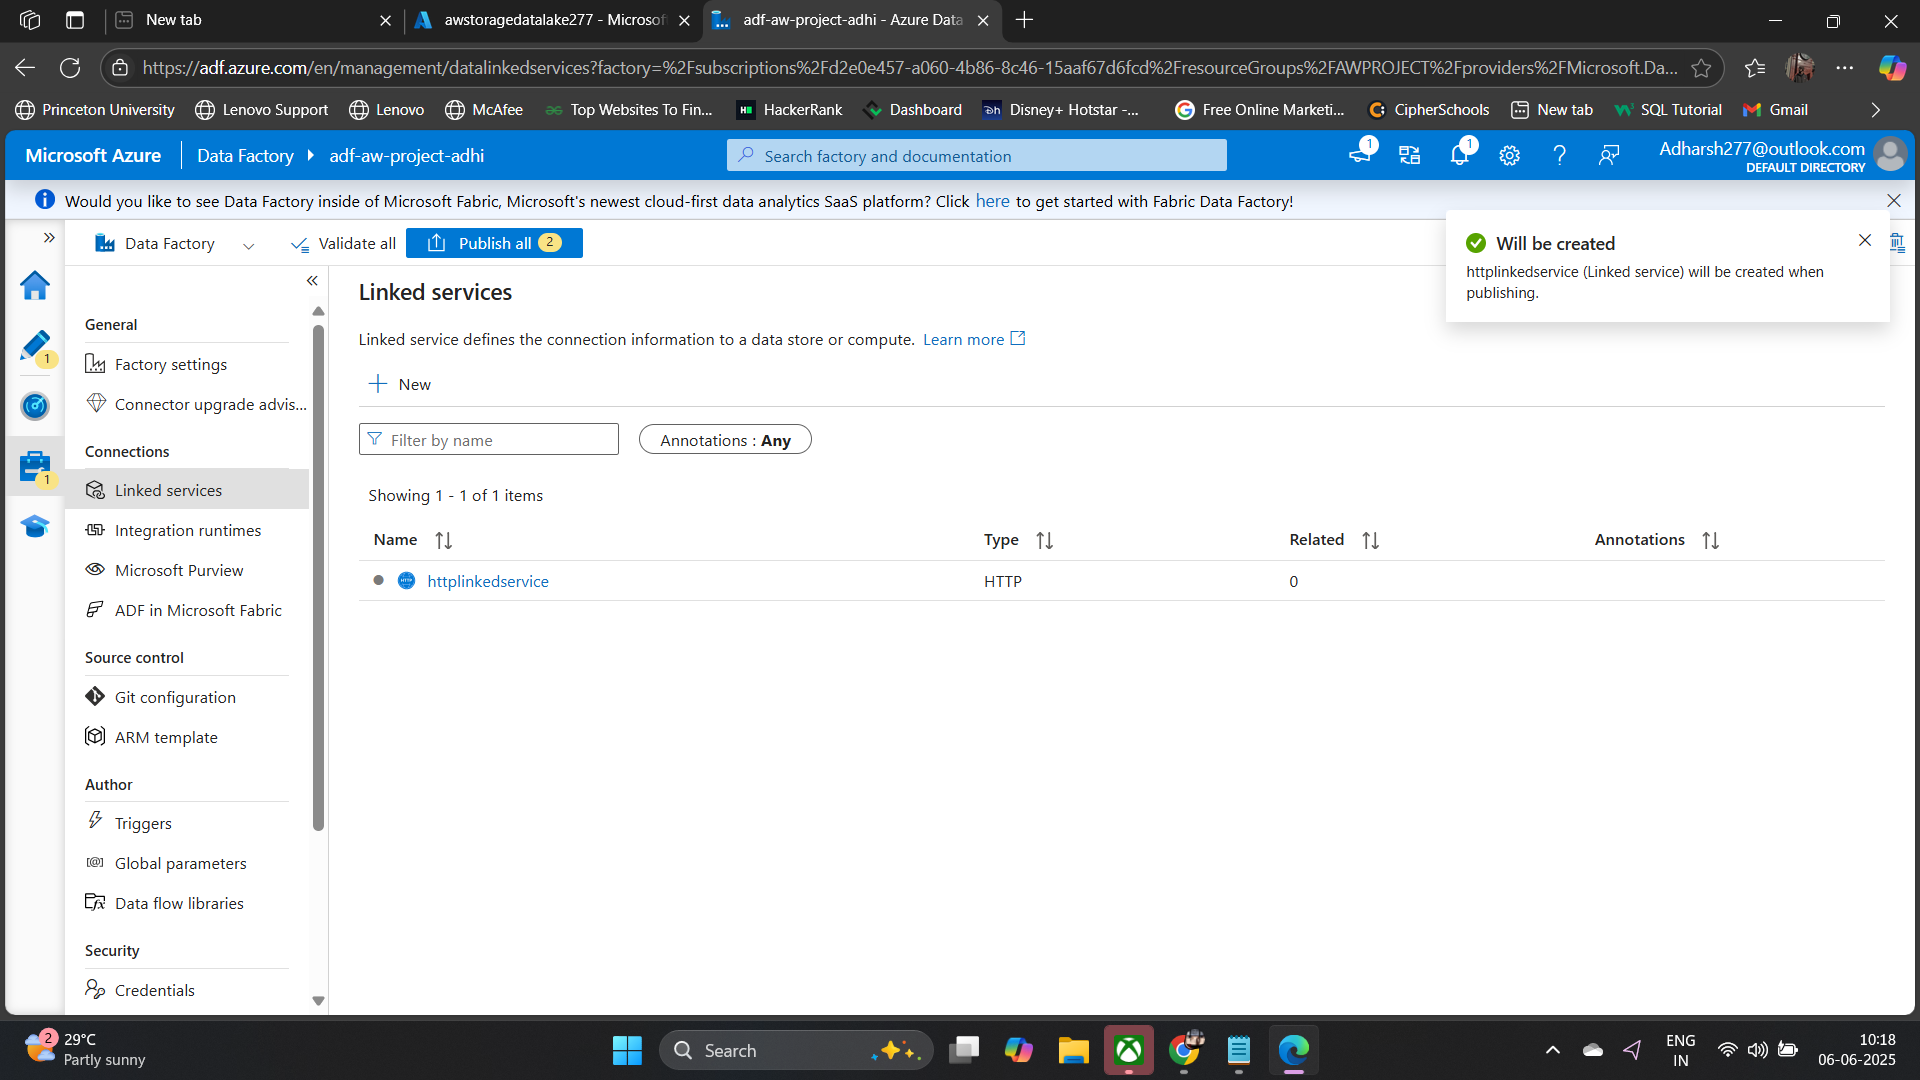 New tab
awstoragedatalake277 - Microsof
adf-aw-project-adhi - Azure Data
https://adf.azure.com/en/management/datalinkedservices?factory=%2Fsubscriptions%2Fd2e0e457-a060-4b86-8c46-15aaf67d6fcd%2FresourceGroups%2FAWPROJECT%2Fproviders%2FMicrosoft.Da...
Princeton University
Lenovo Support
Lenovo
McAfee
Top Websites To Fin...
HackerRank
Dashboard
Disney+ Hotstar -...
Free Online Marketi...
CipherSchools
New tab
SQL Tutorial
Gmail
Microsoft Azure
Data Factory
adf-aw-project-adhi
Search factory and documentation
1
1
Adharsh277@outlook.com
DEFAULT DIRECTORY
Would you like to see Data Factory inside of Microsoft Fabric, Microsoft's newest cloud-first data analytics SaaS platform? Click here to get started with Fabric Data Factory!
Data Factory
Validate all
Publish all 2
Will be created
httplinkedservice (Linked service) will be created when
publishing.
1
1
General
Factory settings
Connector upgrade advis...
Connections
Linked services
Integration runtimes
Microsoft Purview
ADF in Microsoft Fabric
Source control
Git configuration
ARM template
Author
Triggers
Global parameters
Data flow libraries
Security
Credentials
Linked services
Linked service defines the connection information to a data store or compute. Learn more
New
Filter by name
Annotations : Any
Showing 1 - 1 of 1 items
Name
Type
Related
Annotations
httplinkedservice
HTTP
0
2
29°C
Partly sunny
Search
ENG
IN
10:18
06-06-2025